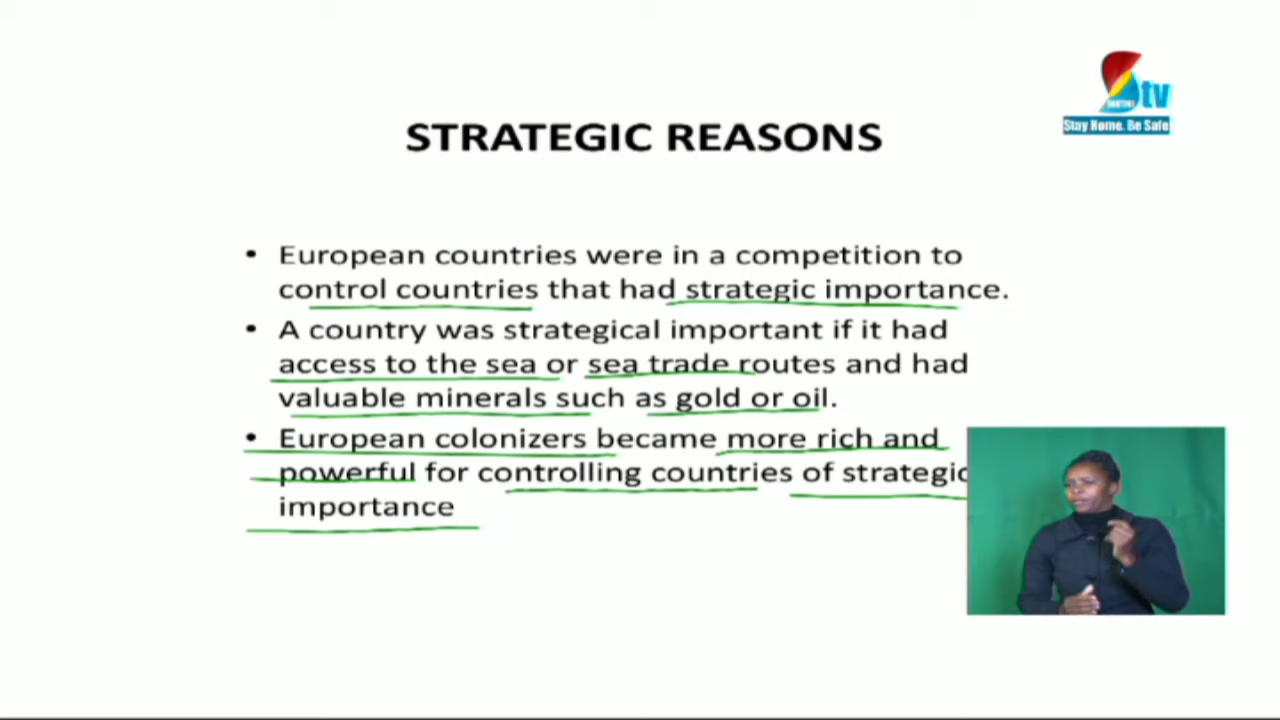 tv
Stay Home. Be Safe
STRATEGIC REASONS
• European countries were in a competition to
control countries that had strategic importance.
• A country was strategical important if it had
access to the sea or sea trade routes and had
valuable minerals such as gold or oil.
• European colonizers became more rich and
powerful for controlling countries of strategic
importance